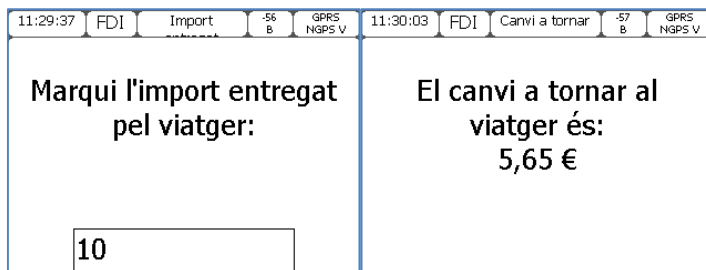 11:29:37 FDI Import entregat -56 B GPRS NGPS V
Marqui l'import entregat
pel viatger:
10
11:30:03 FDI Canvi a tornar -57 B GPRS NGPS V
El canvi a tornar al
viatger és:
5,65 €